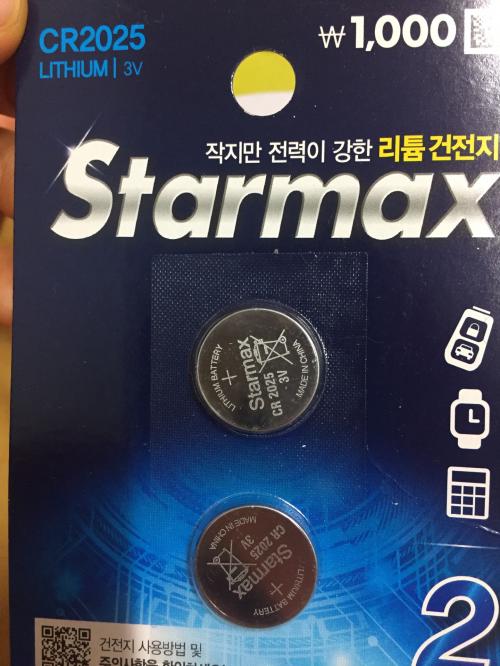 CR2025
LITHIUM | 3V
₩1,000
작지만 전력이 강한 리튬 건전지
Starmax
LITHIUM BATTERY
+
Starmax
CR 2025
3V
MADE IN CHINA
MADE IN CHINA
CR 2025
3V
Starmax
+
LITHIUM BATTERY
2
건전지 사용방법 및